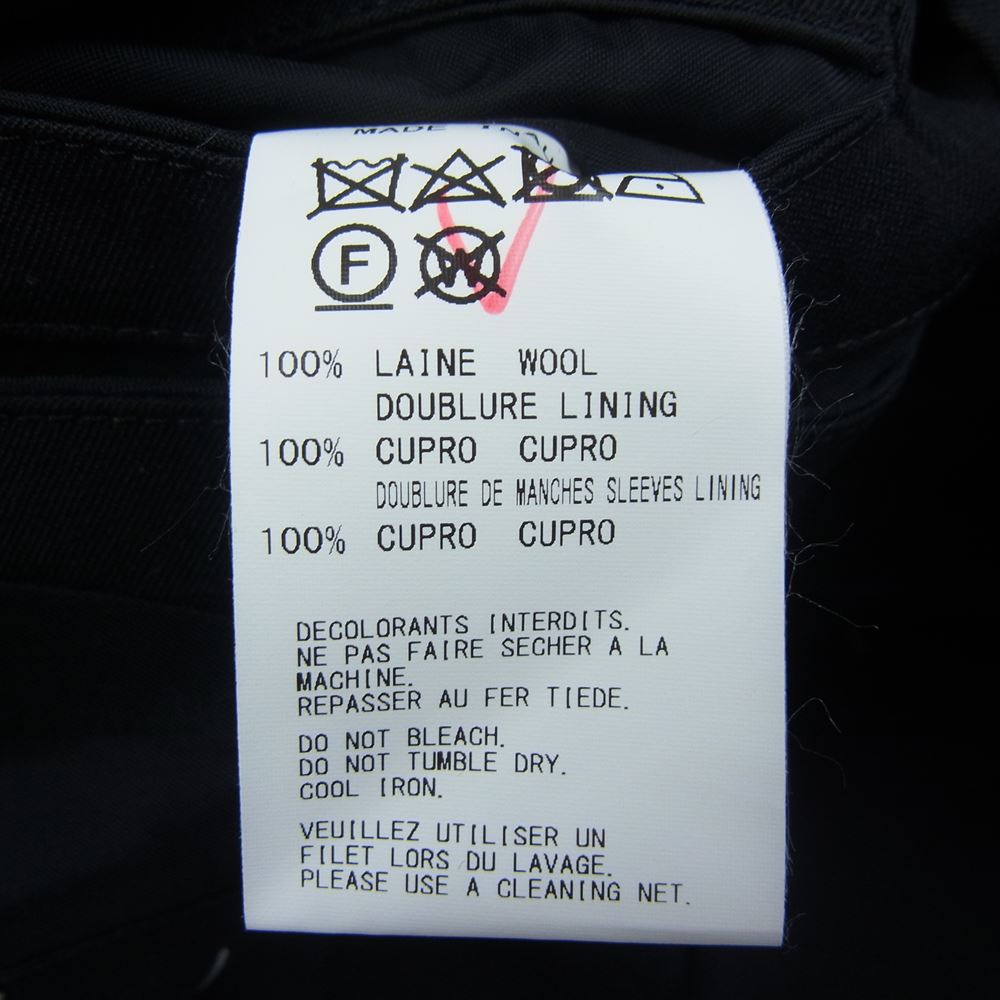 MADE IN
F
W
100% LAINE WOOL
DOUBLURE LINING
100% CUPRO CUPRO
DOUBLURE DE MANCHES SLEEVES LINING
100% CUPRO CUPRO
DECOLORANTS INTERDITS.
NE PAS FAIRE SECHER A LA
MACHINE.
REPASSER AU FER TIEDE.
DO NOT BLEACH.
DO NOT TUMBLE DRY.
COOL IRON.
VEUILLEZ UTILISER UN
FILET LORS DU LAVAGE.
PLEASE USE A CLEANING NET.